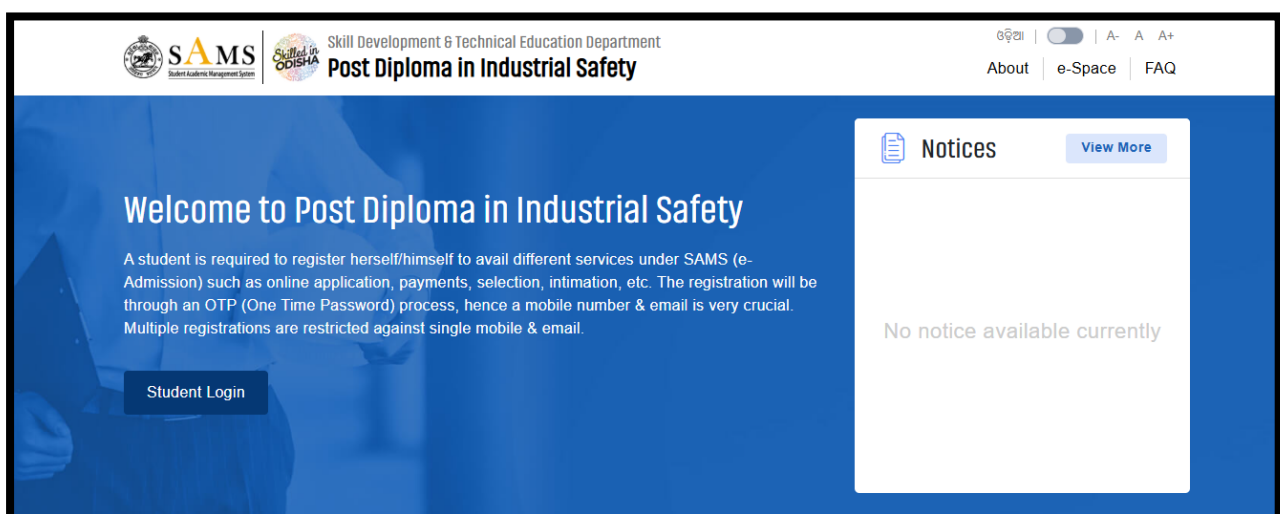 SAMS
Student Academic Management System
Skilled in
ODISHA
Skill Development & Technical Education Department
Post Diploma in Industrial Safety
ଓଡ଼ିଆ | | A- A A+
About e-Space FAQ
Notices
View More
Welcome to Post Diploma in Industrial Safety
A student is required to register herself/himself to avail different services under SAMS (e-
Admission) such as online application, payments, selection, intimation, etc. The registration will be
through an OTP (One Time Password) process, hence a mobile number & email is very crucial.
Multiple registrations are restricted against single mobile & email.
Student Login
No notice available currently